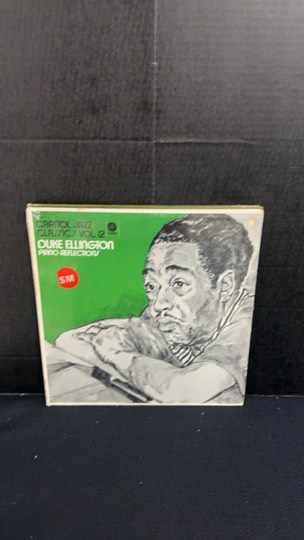 CAPITOL JAZZ
CLASSICS VOL. 12
DUKE ELLINGTON
PIANO REFLECTIONS
SM